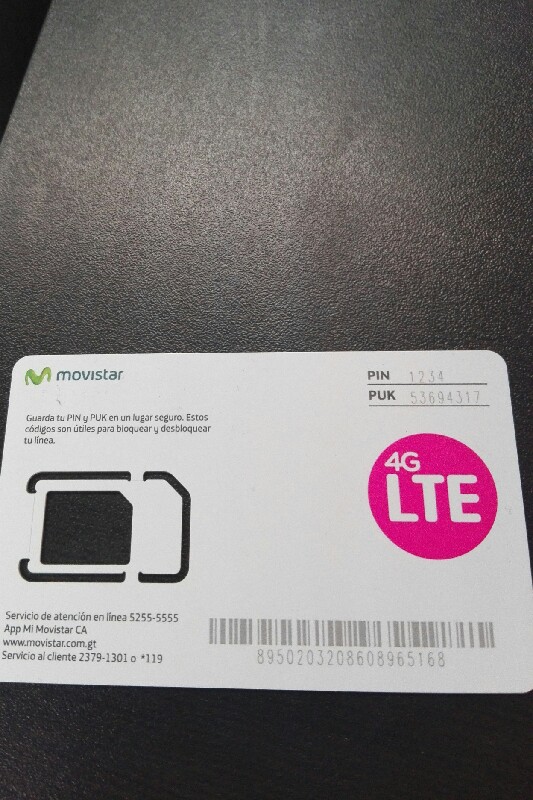 movistar
PIN 1234
PUK 53694317
Guarda tu PIN y PUK en un lugar seguro. Estos
códigos son útiles para bloquear y desbloquear
tu línea.
4G
LTE
Servicio de atención en línea 5255-5555
App Mi Movistar CA
www.movistar.com.gt
Servicio al cliente 2379-1301 o *119
8950203208608965168